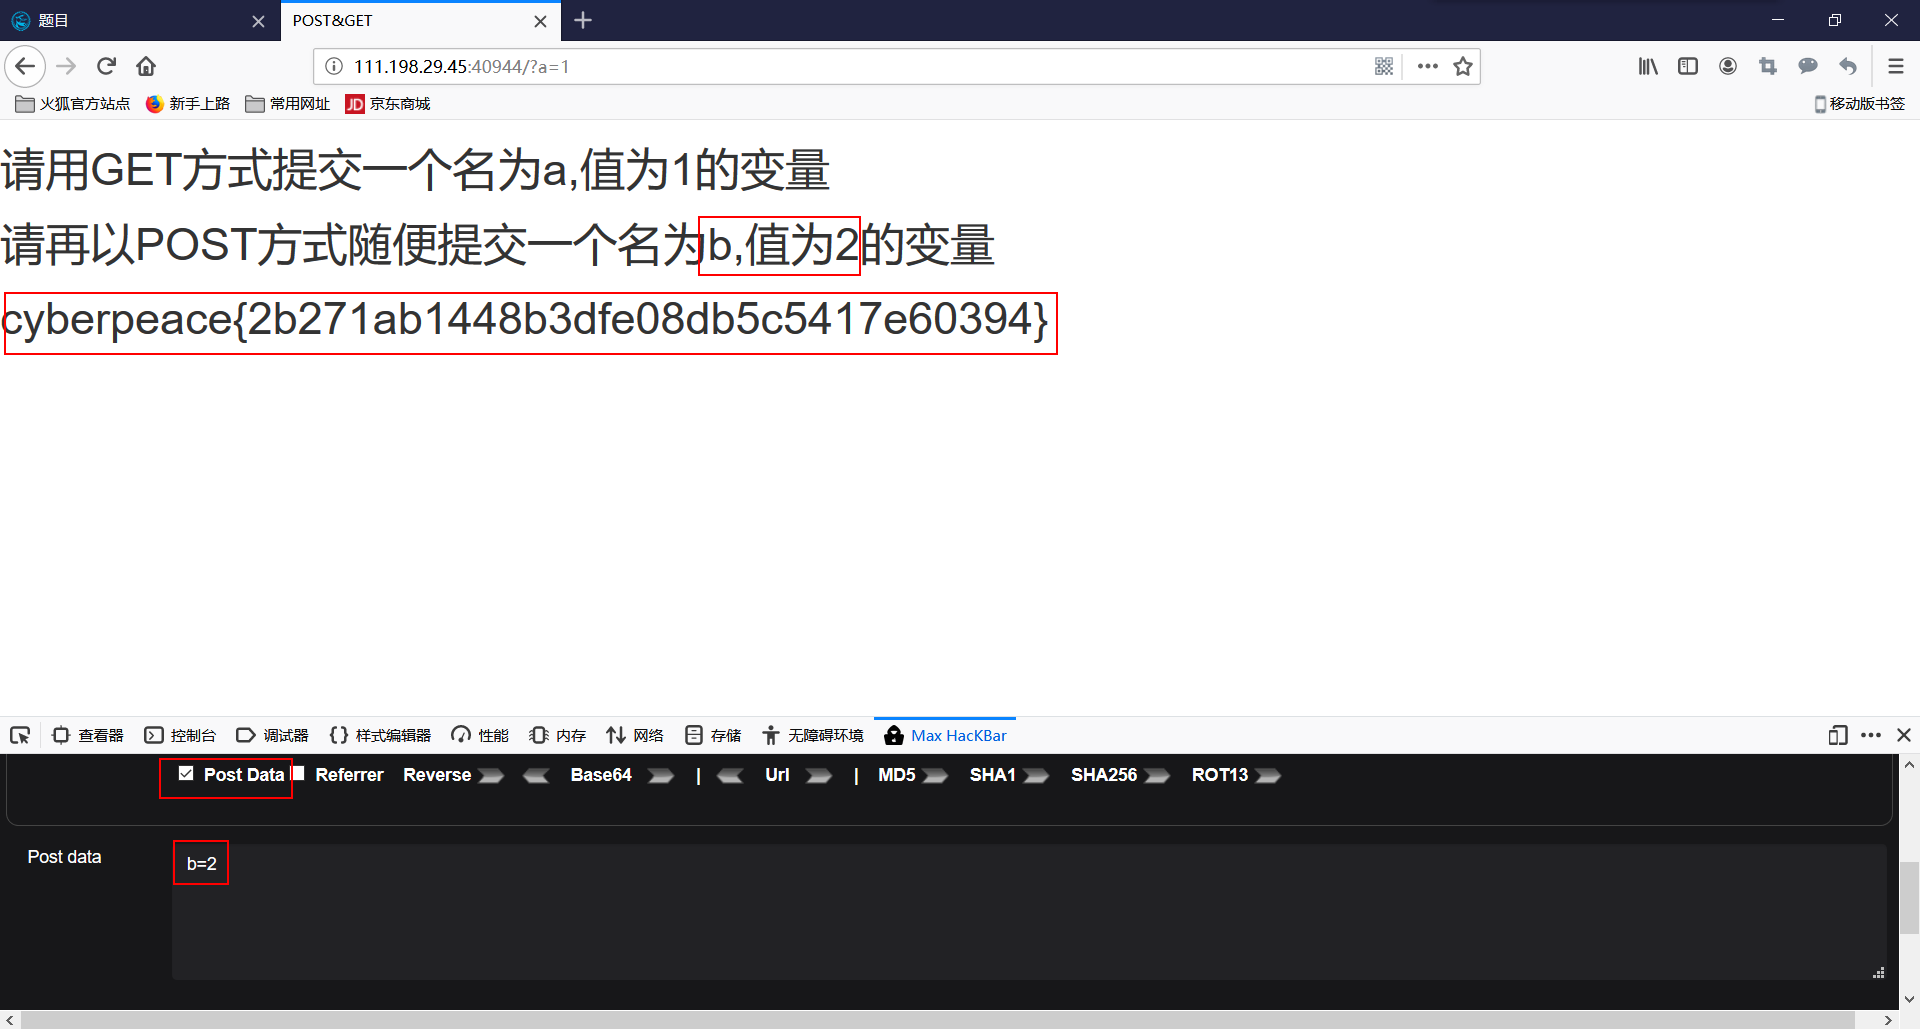 题目
POST&GET
111.198.29.45:40944/?a=1
火狐官方站点 新手上路 常用网址 JD 京东商城 移动版书签
请用GET方式提交一个名为a,值为1的变量
请再以POST方式随便提交一个名为b,值为2的变量
cyberpeace{2b271ab1448b3dfe08db5c5417e60394}
查看器 控制台 调试器 {} 样式编辑器 性能 内存 网络 存储 无障碍环境 Max HacKBar
Post Data Referrer Reverse Base64 | Url | MD5 SHA1 SHA256 ROT13
Post data
b=2